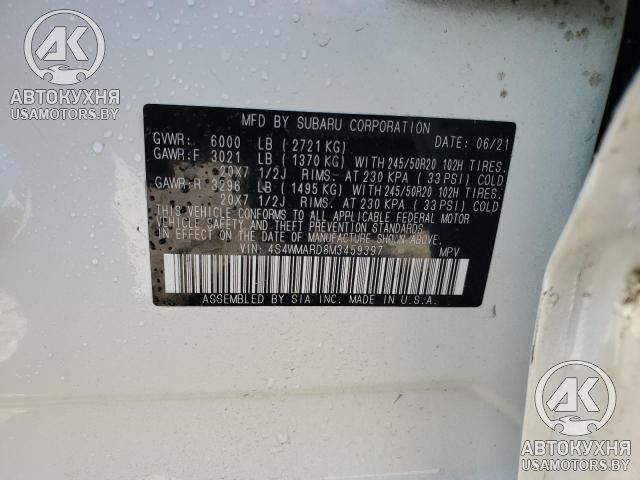 AK
АВТОКУХНЯ
USAMOTORS.BY
MFD BY SUBARU CORPORATION
GVWR: 6000 LB ( 2721 KG) DATE: 06/21
GAWR:F 3021 LB ( 1370 KG) WITH 245/50R20 102H TIRES.
20X7 1/2J RIMS. AT 230 KPA ( 33 PSI) COLD
GAWR:R 3296 LB ( 1495 KG) WITH 245/50R20 102H TIRES.
20X7 1/2J RIMS. AT 230 KPA ( 33 PSI) COLD
THIS VEHICLE CONFORMS TO ALL APPLICABLE FEDERAL MOTOR
VEHICLE SAFETY AND THEFT PREVENTION STANDARDS
IN EFFECT ON THE DATE OF MANUFACTURE SHOWN ABOVE.
VIN: 4S4WMARD8M3459397 MPV
ASSEMBLED BY SIA INC. MADE IN U.S.A.
AK
АВТОКУХНЯ
USAMOTORS.BY